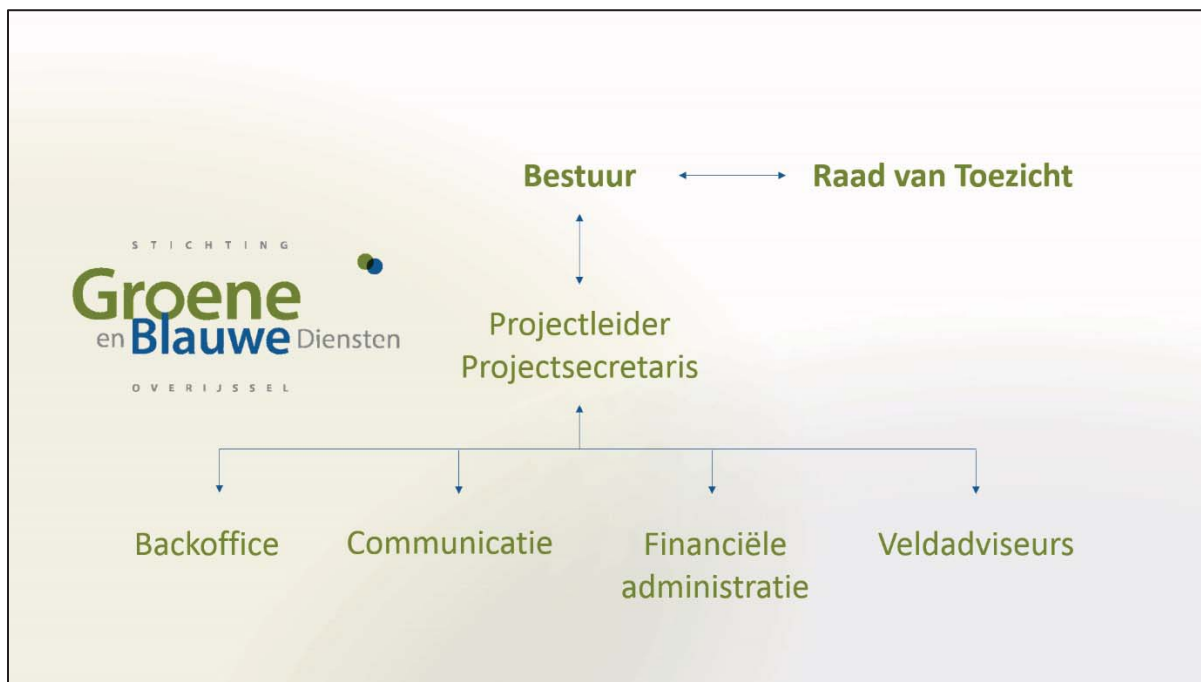 Bestuur
Raad van Toezicht
STICHTING
Groene
en Blauwe Diensten
OVERIJSSEL
Projectleider
Projectsecretaris
Backoffice
Communicatie
Financiële
administratie
Veldadviseurs